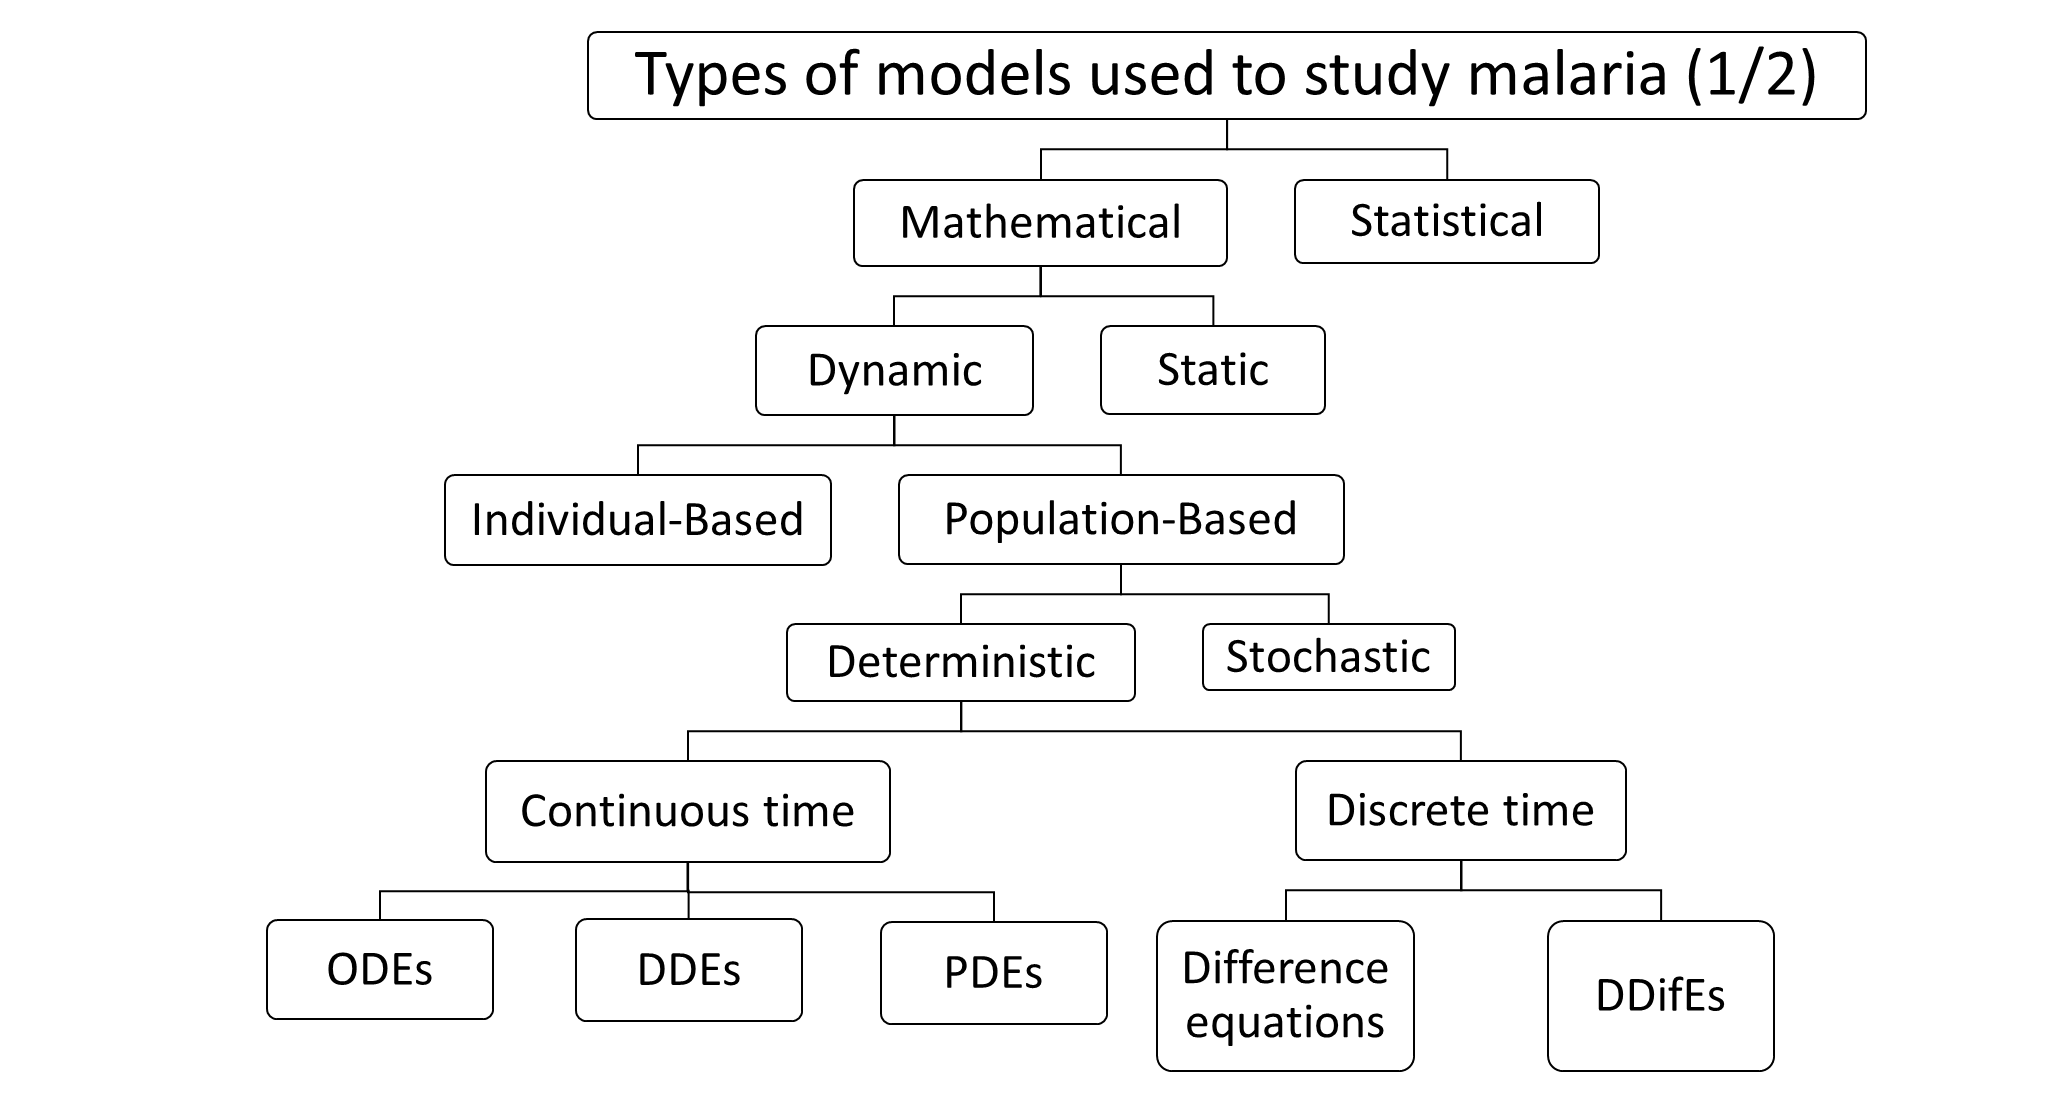 Types of models used to study malaria (1/2)
Mathematical
Statistical
Dynamic
Static
Individual-Based
Population-Based
Deterministic
Stochastic
Continuous time
Discrete time
ODEs
DDEs
PDEs
Difference
equations
DDifEs